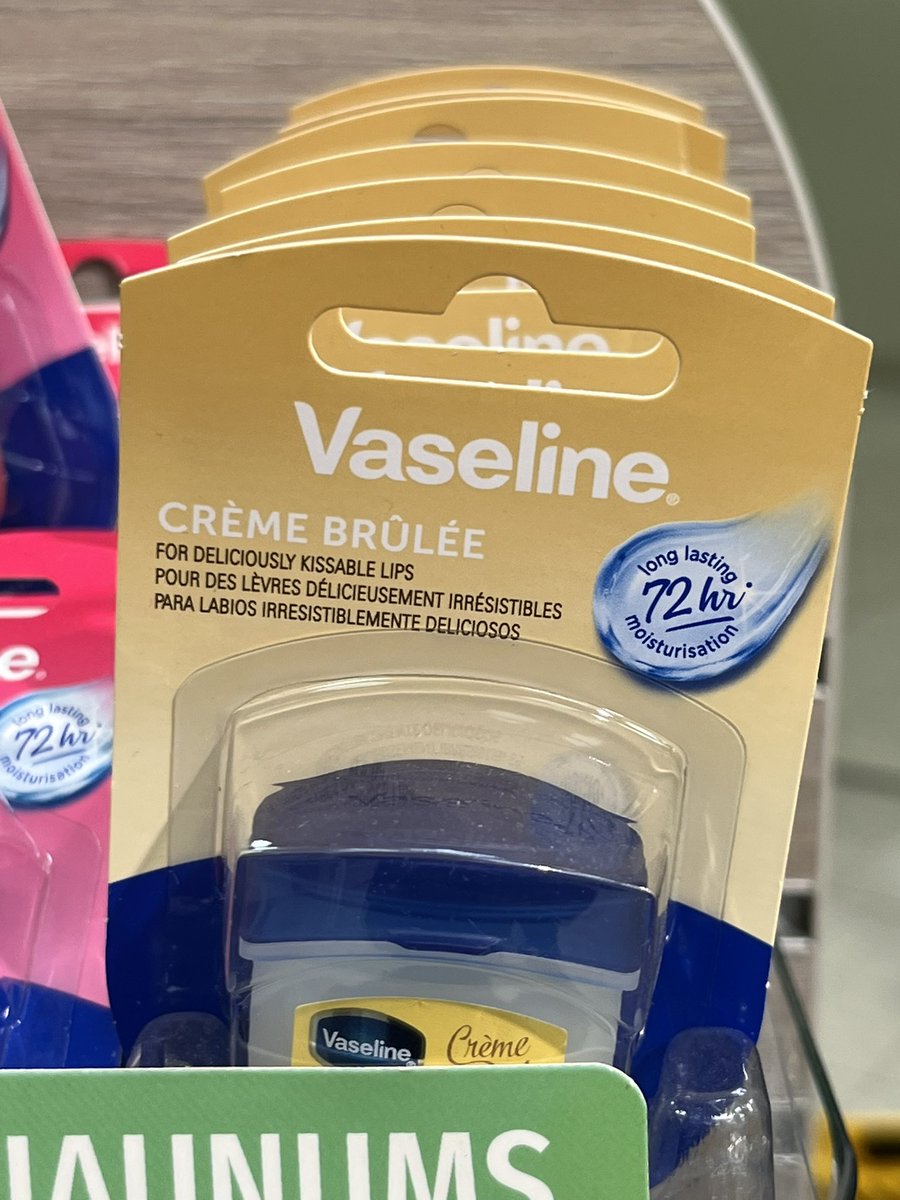 Vaseline®
CRÈME BRÛLÉE
FOR DELICIOUSLY KISSABLE LIPS
POUR DES LÈVRES DÉLICIEUSEMENT IRRÉSISTIBLES
PARA LABIOS IRRESISTIBLEMENTE DELICIOSOS
long lasting
72 hr*
moisturisation
long lasting
72 hr*
moisturisation
Vaseline®
Crème
JAUNUMS